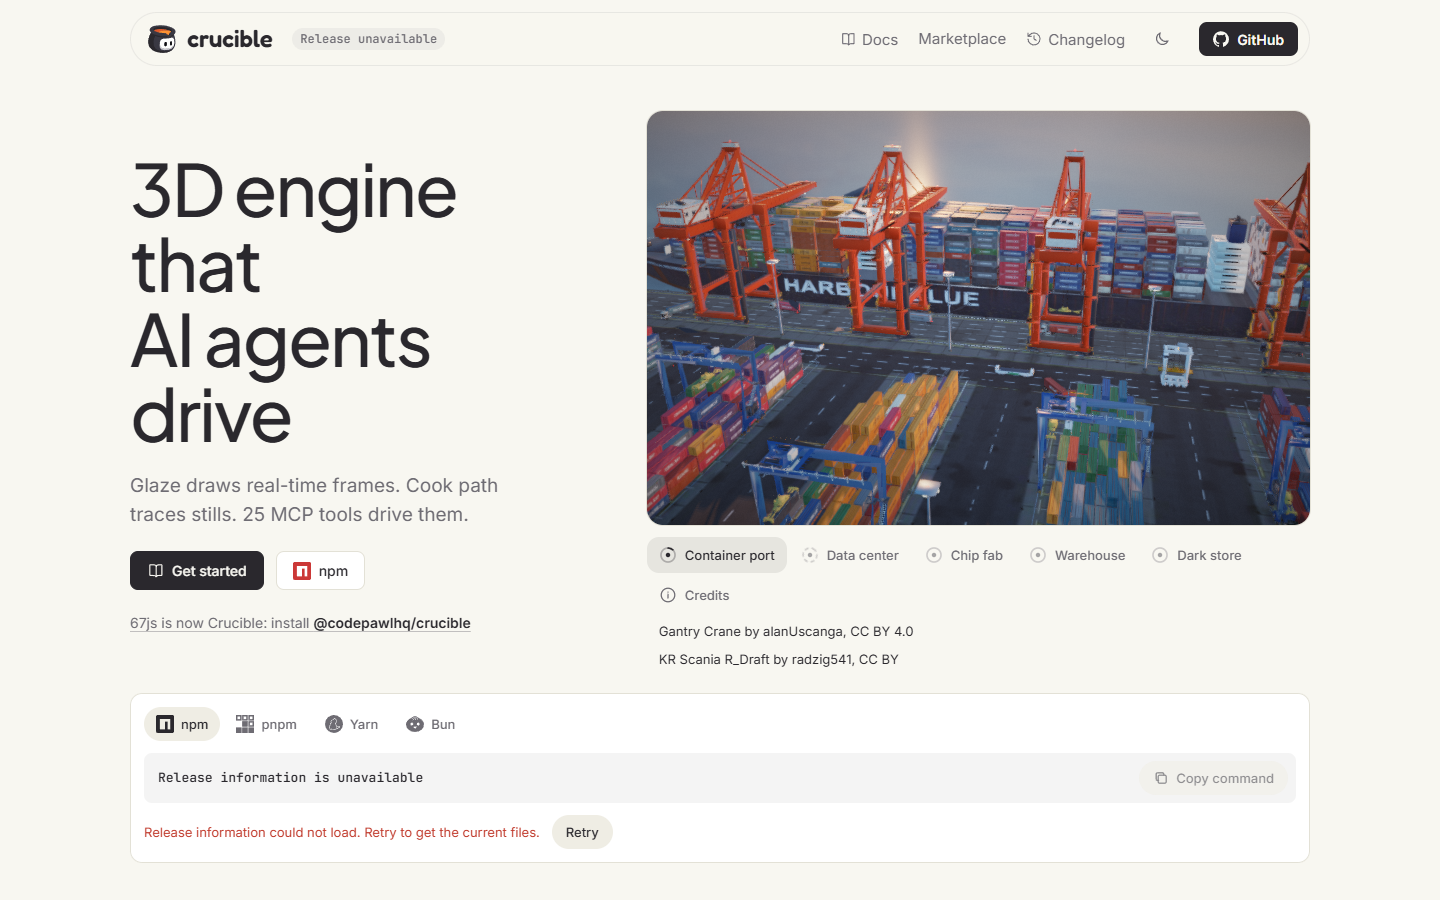 crucible
Release unavailable
Docs
Marketplace
Changelog
GitHub
3D engine
that
AI agents
drive
Glaze draws real-time frames. Cook path
traces stills. 25 MCP tools drive them.
Get started
npm
67js is now Crucible: install @codepawlhq/crucible
Container port
Data center
Chip fab
Warehouse
Dark store
Credits
Gantry Crane by alanUscanga, CC BY 4.0
KR Scania R_Draft by radzig541, CC BY
npm
pnpm
Yarn
Bun
Release information is unavailable
Copy command
Release information could not load. Retry to get the current files.
Retry